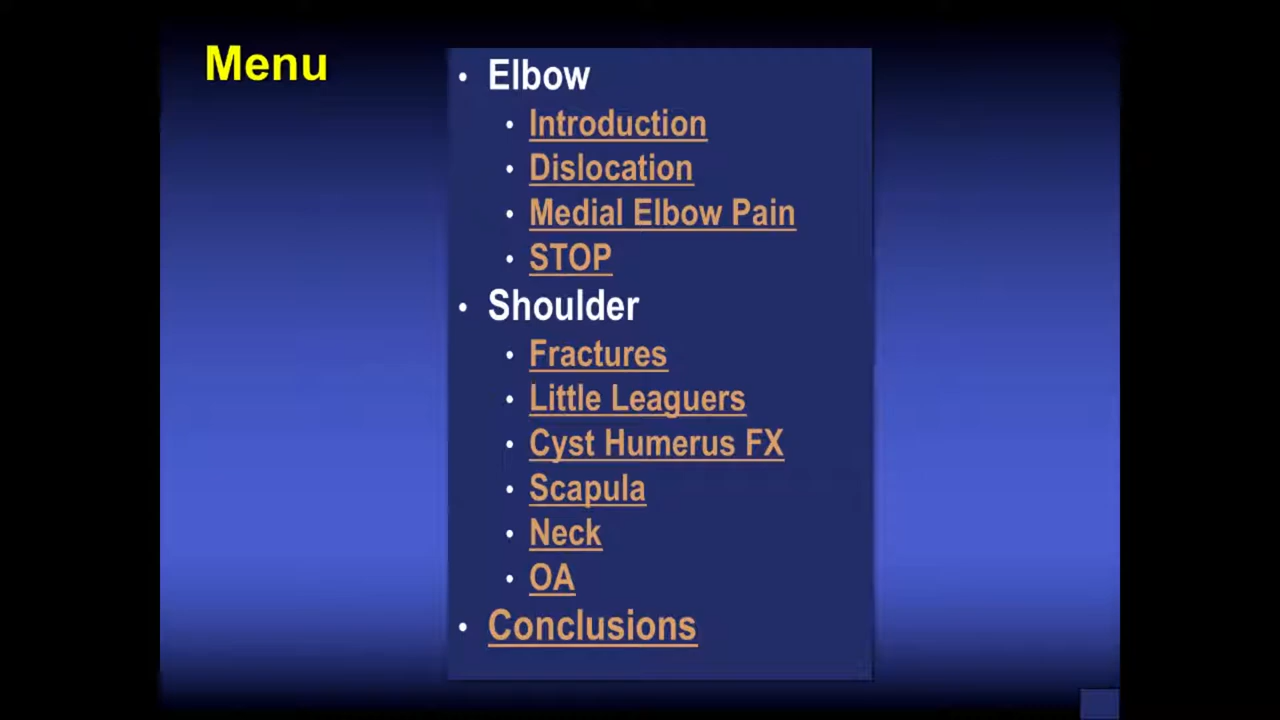 Menu
• Elbow
• Introduction
• Dislocation
• Medial Elbow Pain
• STOP
• Shoulder
• Fractures
• Little Leaguers
• Cyst Humerus FX
• Scapula
• Neck
• OA
• Conclusions